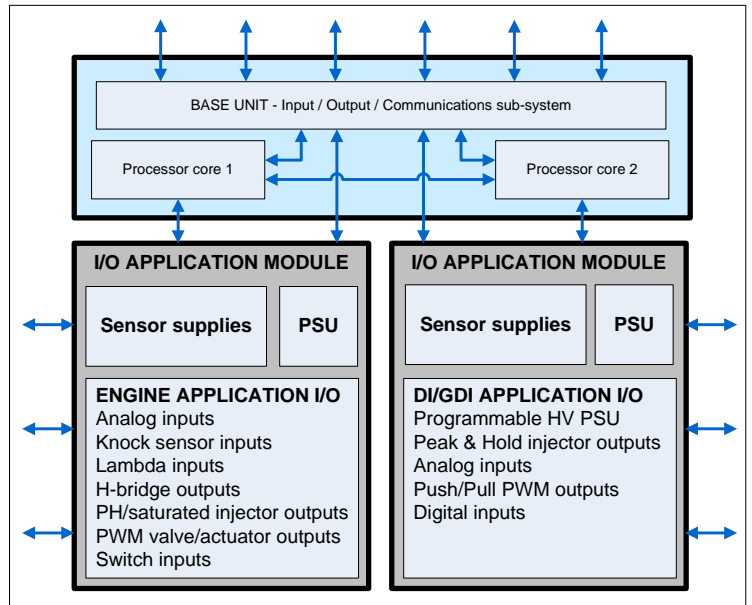 BASE UNIT - Input / Output / Communications sub-system
Processor core 1
Processor core 2
I/O APPLICATION MODULE
Sensor supplies
PSU
ENGINE APPLICATION I/O
Analog inputs
Knock sensor inputs
Lambda inputs
H-bridge outputs
PH/saturated injector outputs
PWM valve/actuator outputs
Switch inputs
I/O APPLICATION MODULE
Sensor supplies
PSU
DI/GDI APPLICATION I/O
Programmable HV PSU
Peak & Hold injector outputs
Analog inputs
Push/Pull PWM outputs
Digital inputs